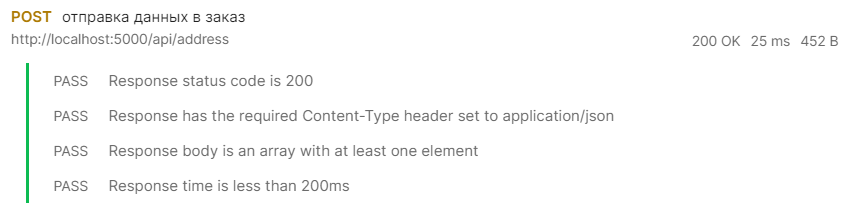 POST отправка данных в заказ
http://localhost:5000/api/address 200 OK 25 ms 452 B
PASS Response status code is 200
PASS Response has the required Content-Type header set to application/json
PASS Response body is an array with at least one element
PASS Response time is less than 200ms